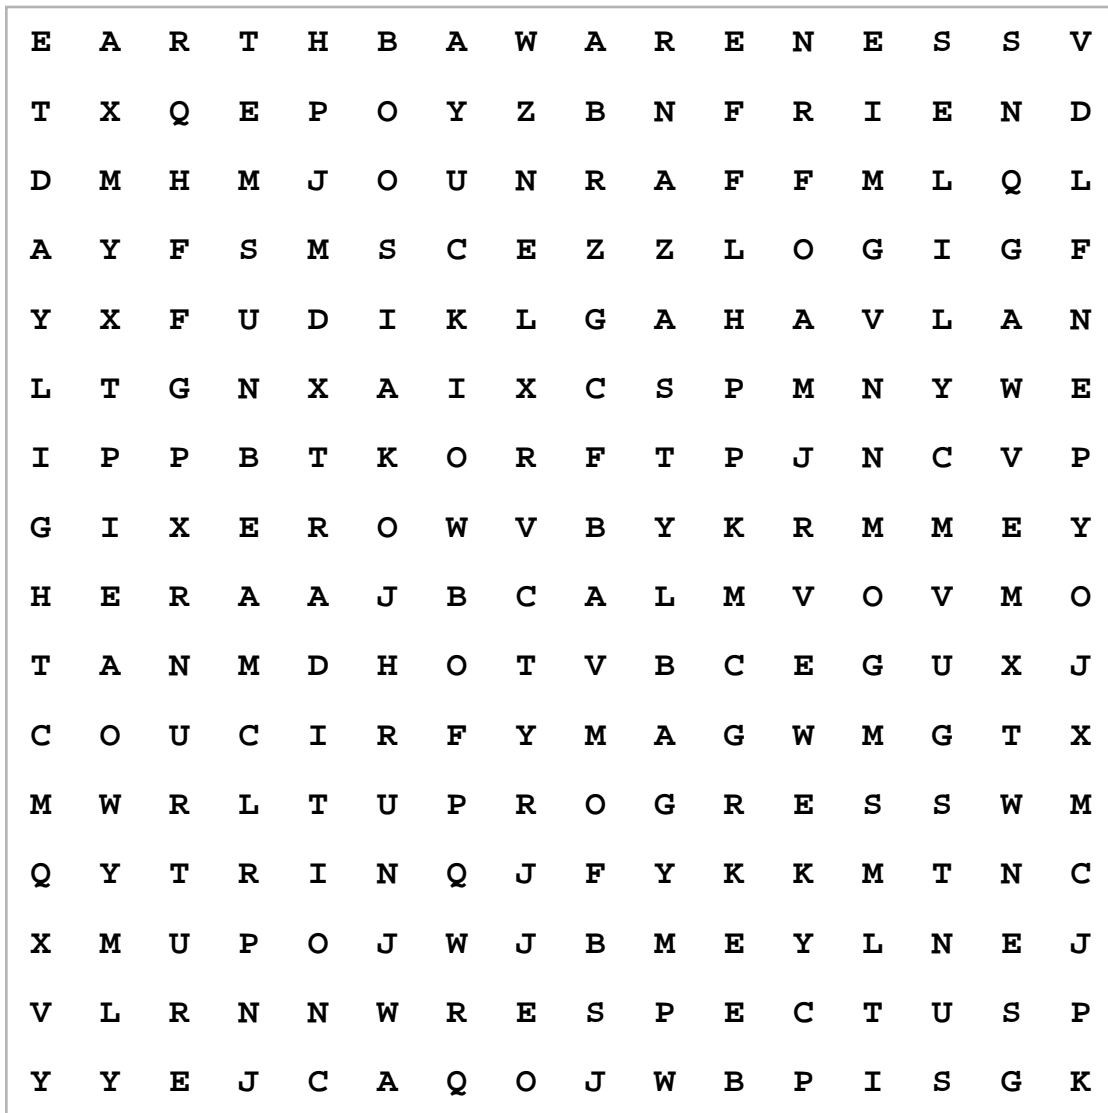 E A R T H B A W A R E N E S S V
T X Q E P O Y Z B N F R I E N D
D M H M J O U N R A F F M L Q L
A Y F S M S C E Z Z L O G I G F
Y X F U D I K L G A H A V L A N
L T G N X A I X C S P M N Y W E
I P P B T K O R F T P J N C V P
G I X E R O W V B Y K R M M E Y
H E R A A J B C A L M V O V M O
T A N M D H O T V B C E G U X J
C O U C I R F Y M A G W M G T X
M W R L T U P R O G R E S S W M
Q Y T R I N Q J F Y K K M T N C
X M U P O J W J B M E Y L N E J
V L R N N W R E S P E C T U S P
Y Y E J C A Q O J W B P I S G K